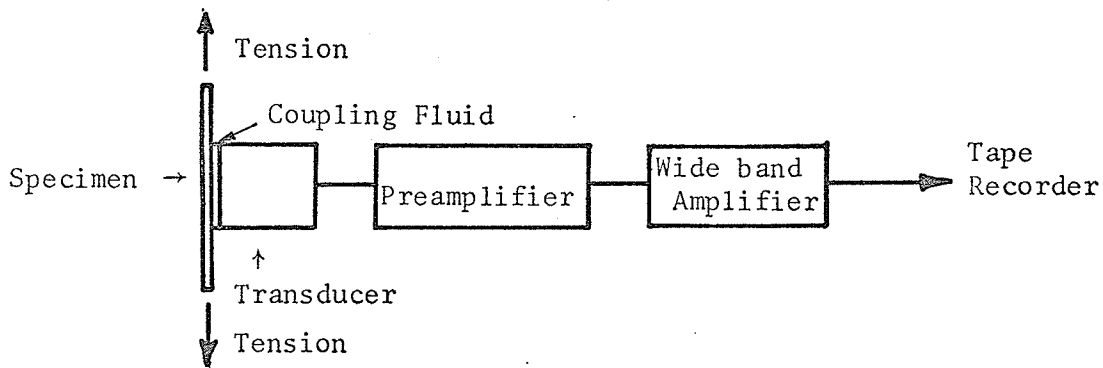 Tension
Coupling Fluid
Specimen →
Preamplifier
Wide band
Amplifier
Tape
Recorder
↑
Transducer
Tension